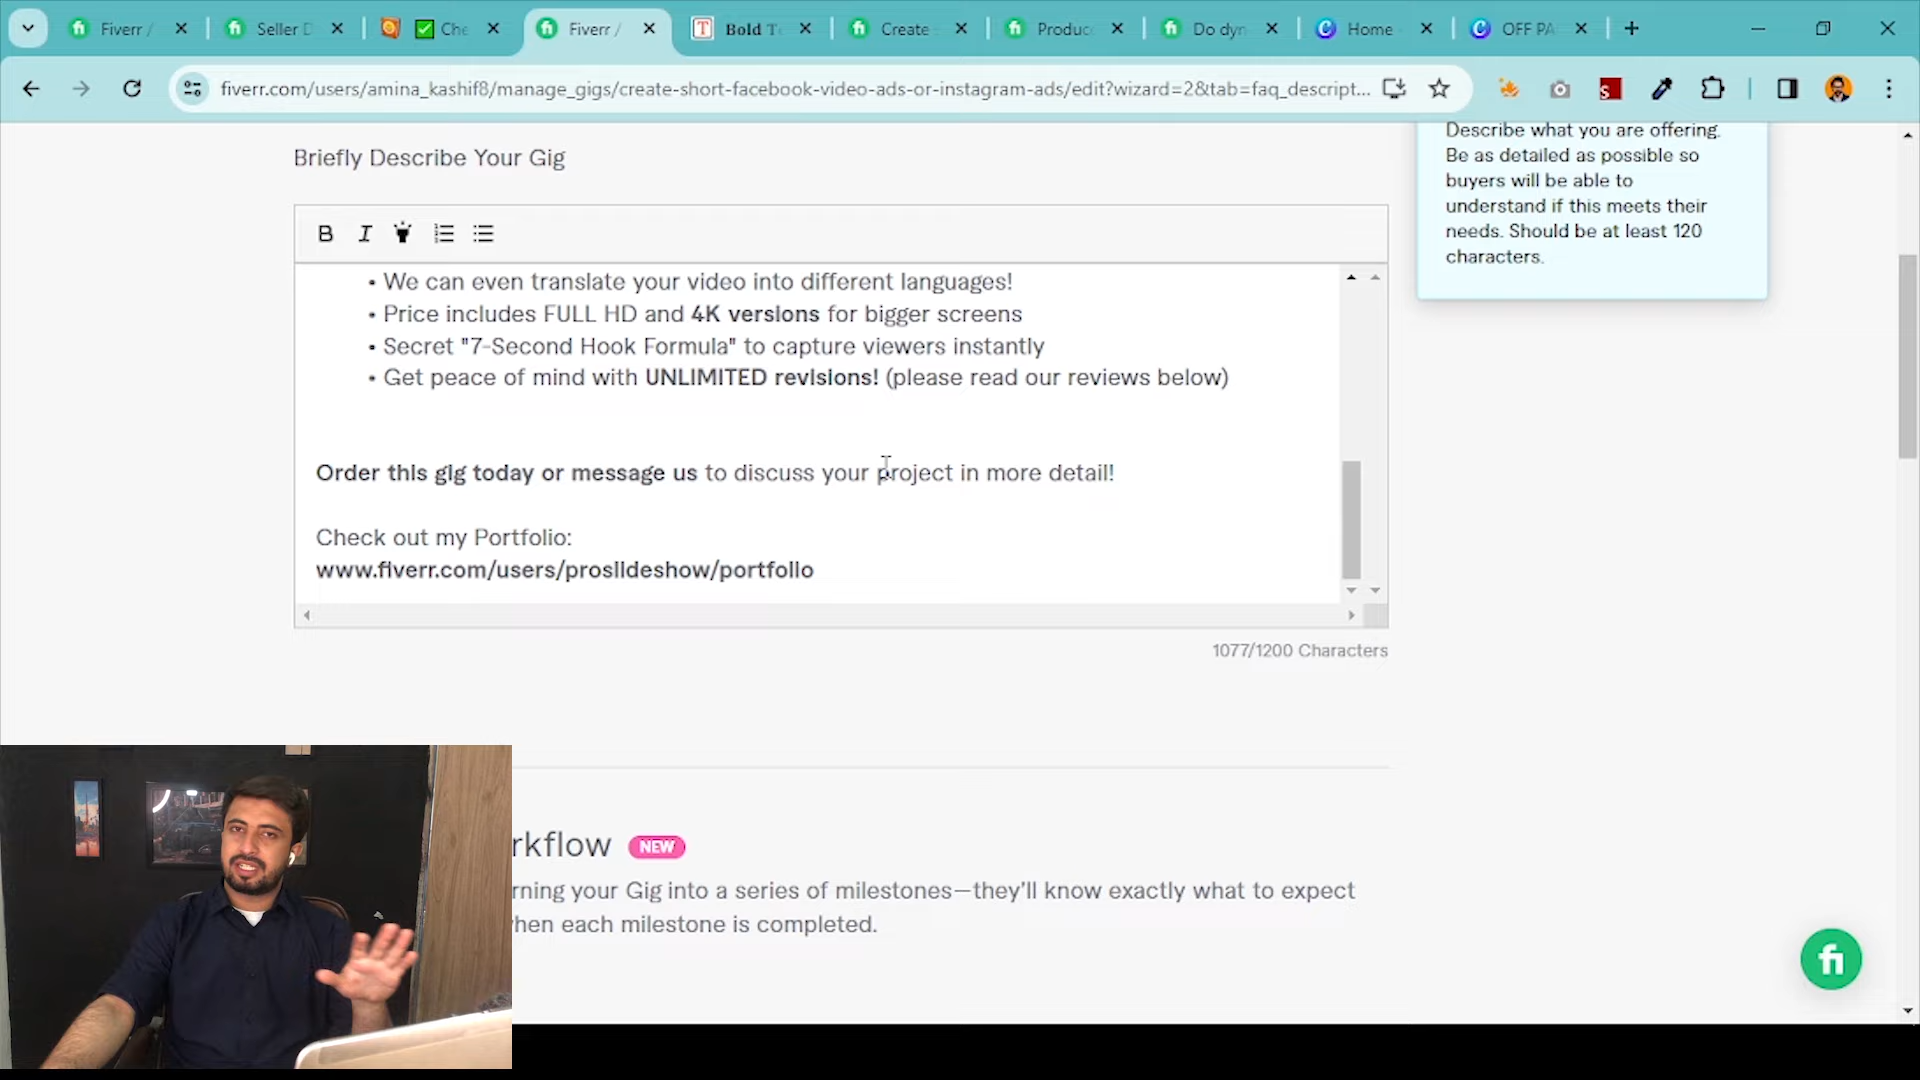 Fiverr /
Seller D
Che
Fiverr /
Bold T
Create
Produc
Do dyn
Home
OFF PA
fiverr.com/users/amina_kashif8/manage_gigs/create-short-facebook-video-ads-or-instagram-ads/edit?wizard=2&tab=faq_descript...
Briefly Describe Your Gig
Describe what you are offering.
Be as detailed as possible so
buyers will be able to
understand if this meets their
needs. Should be at least 120
characters.
B I
• We can even translate your video into different languages!
• Price includes FULL HD and 4K versions for bigger screens
• Secret "7-Second Hook Formula" to capture viewers instantly
• Get peace of mind with UNLIMITED revisions! (please read our reviews below)
Order this gig today or message us to discuss your project in more detail!
Check out my Portfolio:
www.fiverr.com/users/proslideshow/portfolio
1077/1200 Characters
rkflow NEW
rning your Gig into a series of milestones—they'll know exactly what to expect
hen each milestone is completed.
fi